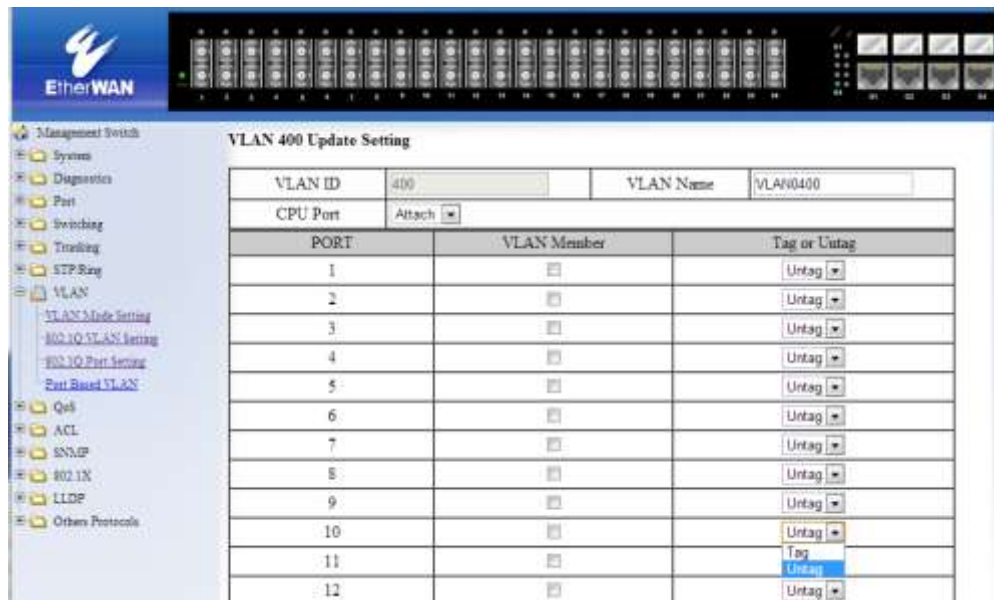 EtherWAN
Management Switch
System
Diagnostics
Port
Switching
Trunking
STP Ring
VLAN
VLAN Mode Setting
802.1Q VLAN Setting
802.1Q Port Setting
Port Based VLAN
QoS
ACL
SNMP
802.1X
LLDP
Others Protocols
VLAN 400 Update Setting
VLAN ID 400 VLAN Name VLAN0400
CPU Port Attach
PORT VLAN Member Tag or Untag
1 Untag
2 Untag
3 Untag
4 Untag
5 Untag
6 Untag
7 Untag
8 Untag
9 Untag
10 Untag
Tag
11 Untag
12 Untag